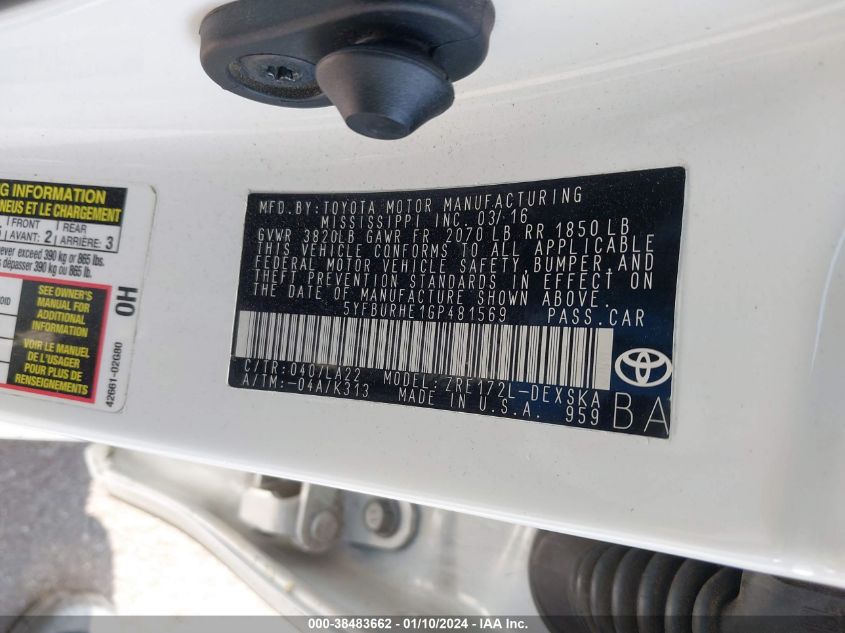 G INFORMATION
PNEUS ET LE CHARGEMENT
FRONT REAR
AVANT: 2 ARRIÈRE: 3
never exceed 390 kg or 865 lbs.
dépasser 390 kg ou 865 lb.
SEE OWNER'S
MANUAL FOR
ADDITIONAL
INFORMATION
VOIR LE MANUEL
DE L'USAGER
POUR PLUS DE
RENSEIGNEMENTS
OH
42661-02G80
MFD.BY:TOYOTA MOTOR MANUFACTURING
MISSISSIPPI INC. 03/16
GVWR 3820LB GAWR FR 2070 LB RR 1850 LB
THIS VEHICLE CONFORMS TO ALL APPLICABLE
FEDERAL MOTOR VEHICLE SAFETY,BUMPER,AND
THEFT PREVENTION STANDARDS IN EFFECT ON
THE DATE OF MANUFACTURE SHOWN ABOVE.
5YFBURHE1GP481569 PASS.CAR
C/TR:040/LA22 MODEL:ZRE172L-DEXSKA
A/TM:-04A/K313 MADE IN U.S.A. 959
BA
000-38483662 - 01/10/2024 - IAA Inc.